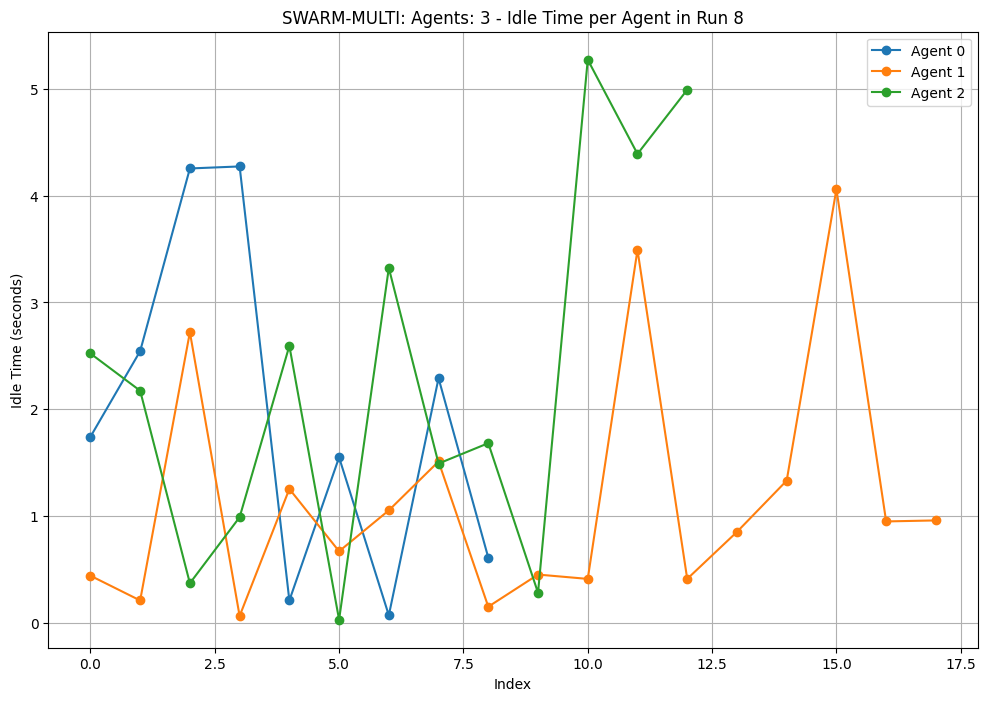 SWARM-MULTI: Agents: 3 - Idle Time per Agent in Run 8
Agent 0
Agent 1
Agent 2
Idle Time (seconds)
5
4
3
2
1
0
0.0 2.5 5.0 7.5 10.0 12.5 15.0 17.5
Index